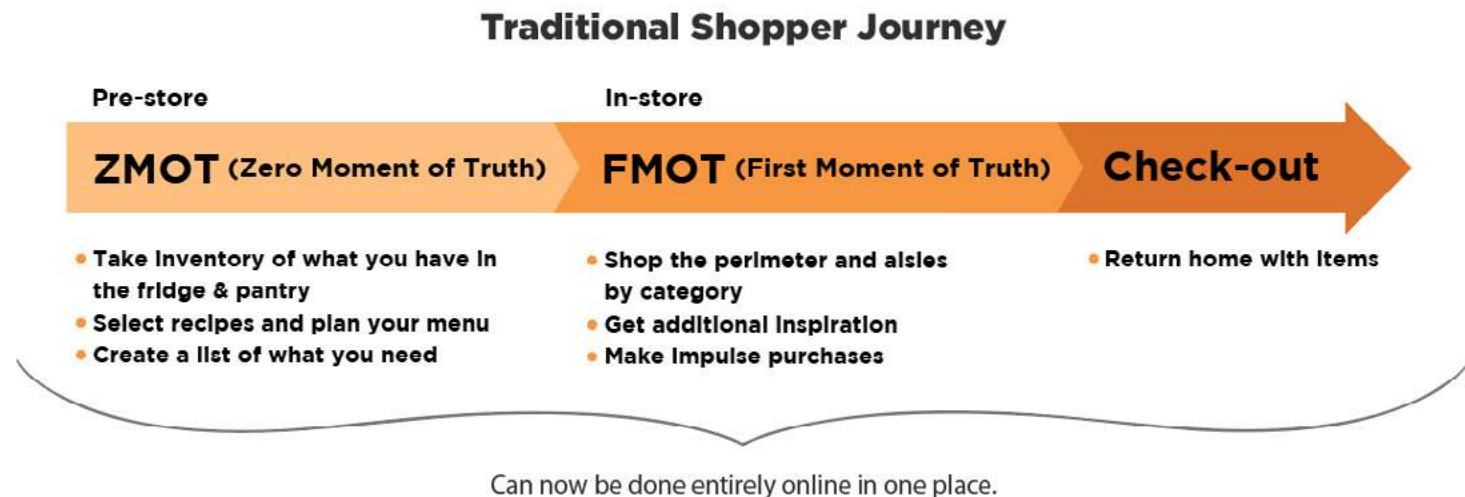 Traditional Shopper Journey
Pre-store
In-store
ZMOT (Zero Moment of Truth)
FMOT (First Moment of Truth)
Check-out
• Take inventory of what you have in
the fridge & pantry
• Select recipes and plan your menu
• Create a list of what you need
• Shop the perimeter and aisles
by category
• Get additional inspiration
• Make impulse purchases
• Return home with items
Can now be done entirely online in one place.